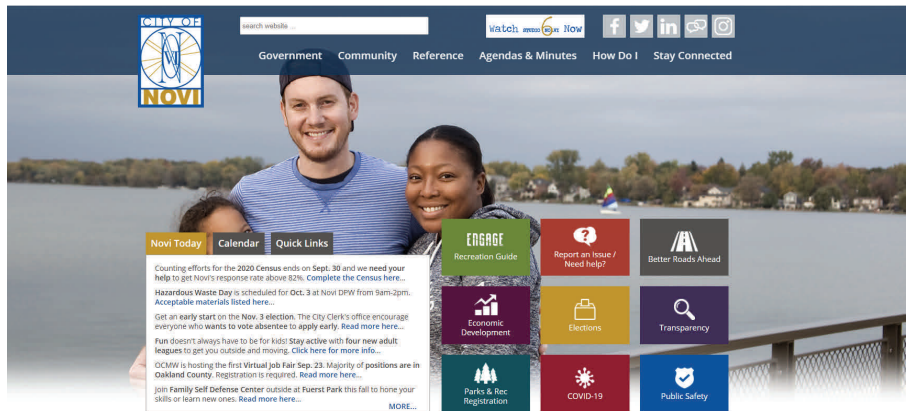 CITY OF
NOVI
search website ...
Watch STUDIO 6 NOVI Now
Government Community Reference Agendas & Minutes How Do I Stay Connected
Novi Today Calendar Quick Links
Counting efforts for the 2020 Census ends on Sept. 30 and we need your
help to get Novi's response rate above 82%. Complete the Census here...
Hazardous Waste Day is scheduled for Oct. 3 at Novi DPW from 9am-2pm.
Acceptable materials listed here...
Get an early start on the Nov. 3 election. The City Clerk's office encourage
everyone who wants to vote absentee to apply early. Read more here...
Fun doesn't always have to be for kids! Stay active with four new adult
leagues to get you outside and moving. Click here for more info...
OCMW is hosting the first Virtual Job Fair Sep. 23. Majority of positions are in
Oakland County. Registration is required. Read more here...
Join Family Self Defense Center outside at Fuerst Park this fall to hone your
skills or learn new ones. Read more here...
MORE...
ENGAGE
Recreation Guide
Report an Issue /
Need help?
Better Roads Ahead
Economic
Development
Elections
Transparency
Parks & Rec
Registration
COVID-19
Public Safety